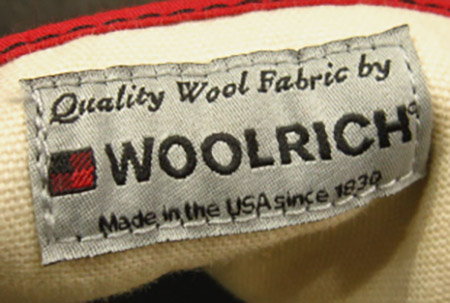 Quality Wool Fabric by
WOOLRICH®
Made in the USA since 1830